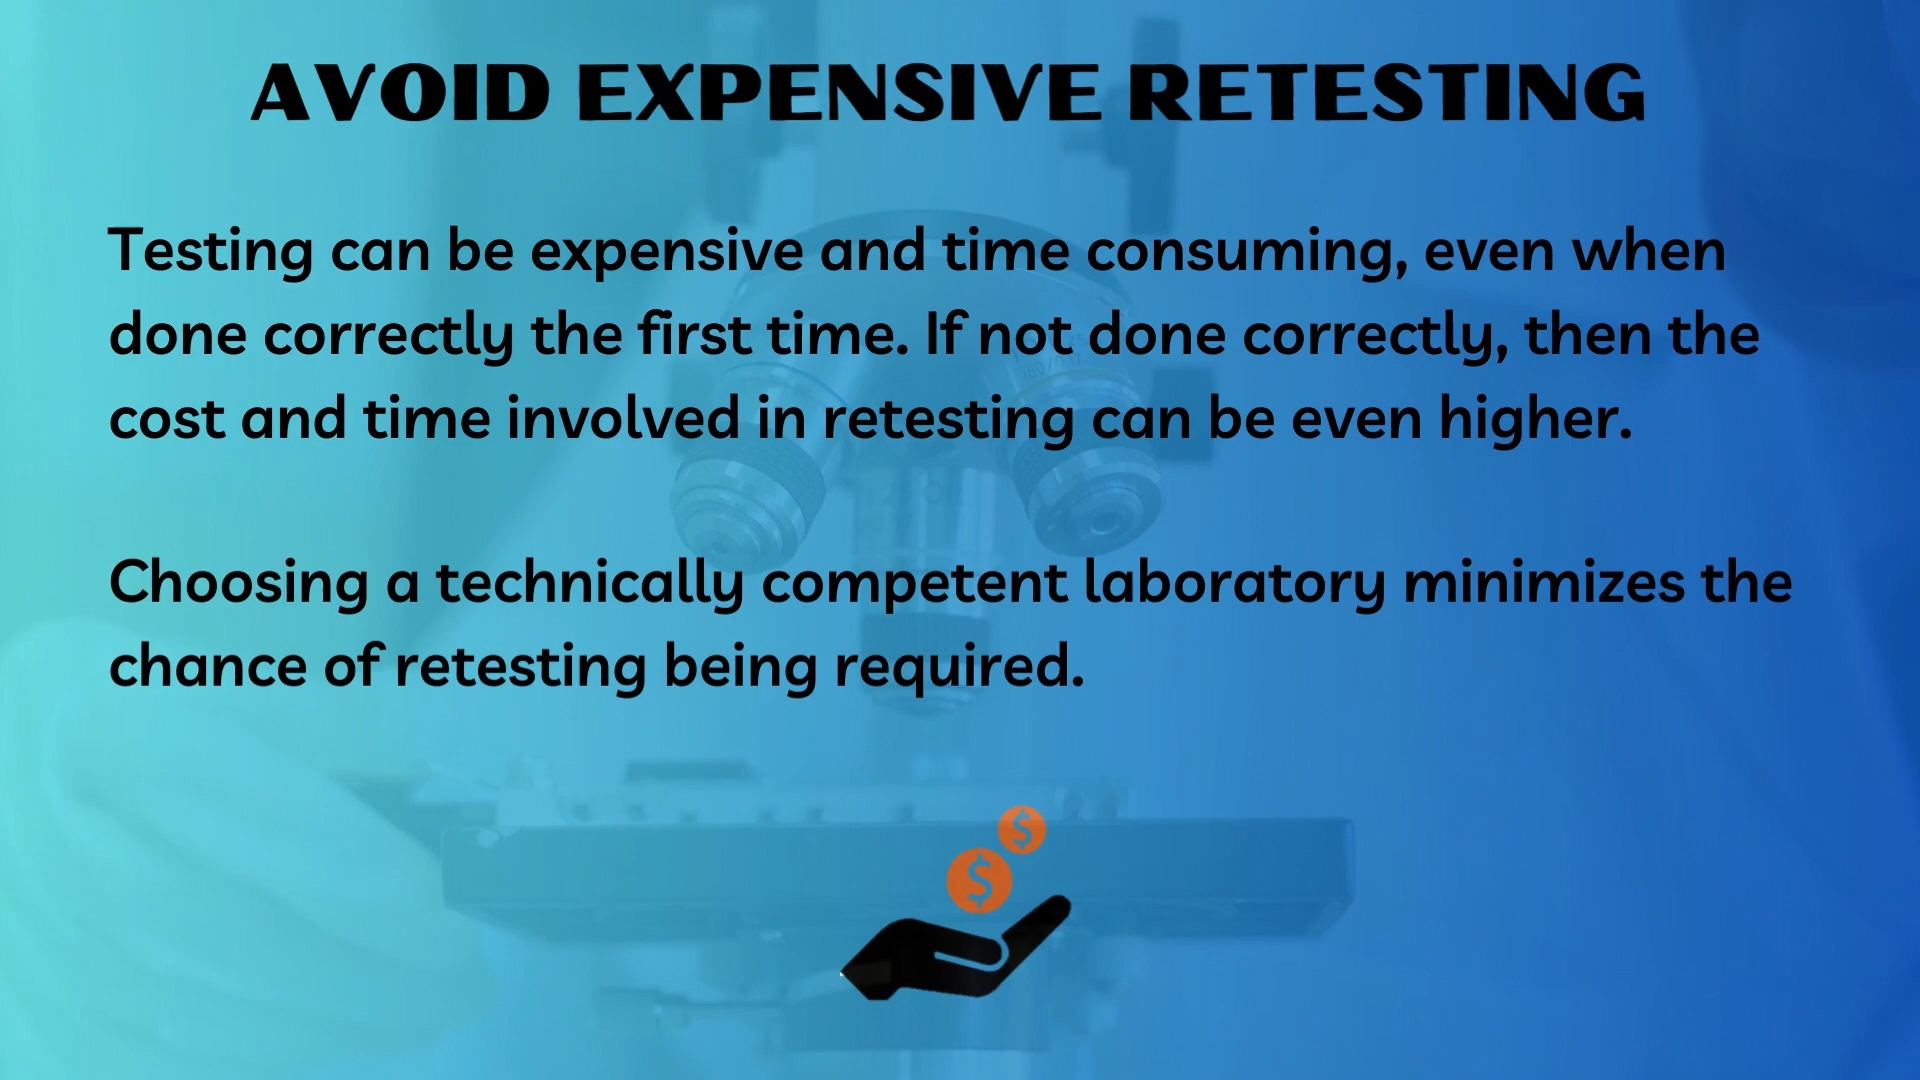 AVOID EXPENSIVE RETESTING
Testing can be expensive and time consuming, even when
done correctly the first time. If not done correctly, then the
cost and time involved in retesting can be even higher.
Choosing a technically competent laboratory minimizes the
chance of retesting being required.
$
$